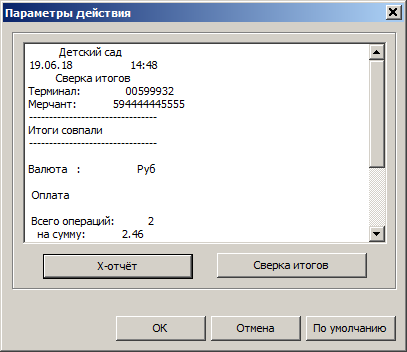 Параметры действия
Детский сад
19.06.18 14:48
Сверка итогов
Терминал: 00599932
Мерчант: 594444445555
--------------------------------
Итоги совпали
--------------------------------
Валюта : Руб
Оплата
Всего операций: 2
на сумму: 2.46
X-отчёт Сверка итогов
OK Отмена По умолчанию